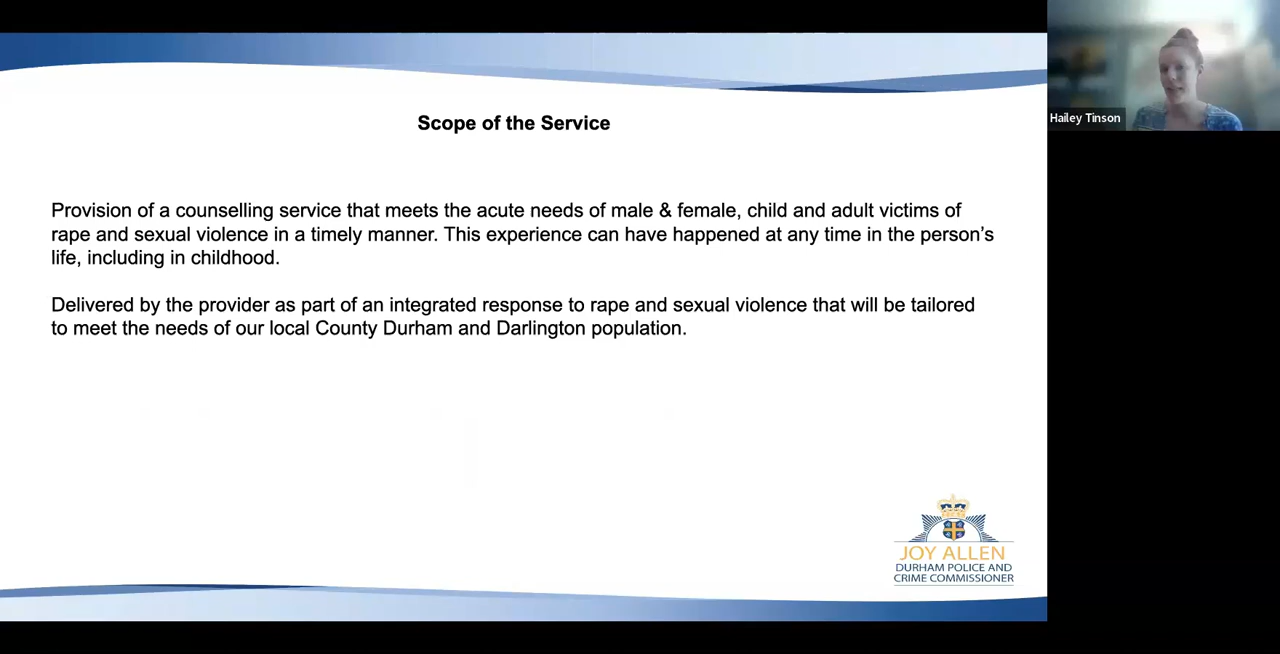 Scope of the Service
Provision of a counselling service that meets the acute needs of male & female, child and adult victims of
rape and sexual violence in a timely manner. This experience can have happened at any time in the person’s
life, including in childhood.
Delivered by the provider as part of an integrated response to rape and sexual violence that will be tailored
to meet the needs of our local County Durham and Darlington population.
JOY ALLEN
DURHAM POLICE AND
CRIME COMMISSIONER
Hailey Tinson